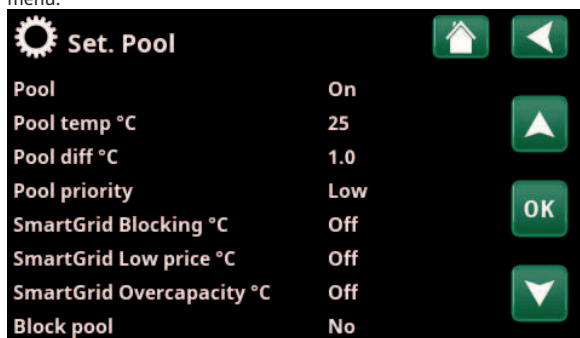 menu.
Set. Pool
Pool On
Pool temp °C 25
Pool diff °C 1.0
Pool priority Low
OK
SmartGrid Blocking °C Off
SmartGrid Low price °C Off
SmartGrid Overcapacity °C Off
Block pool No